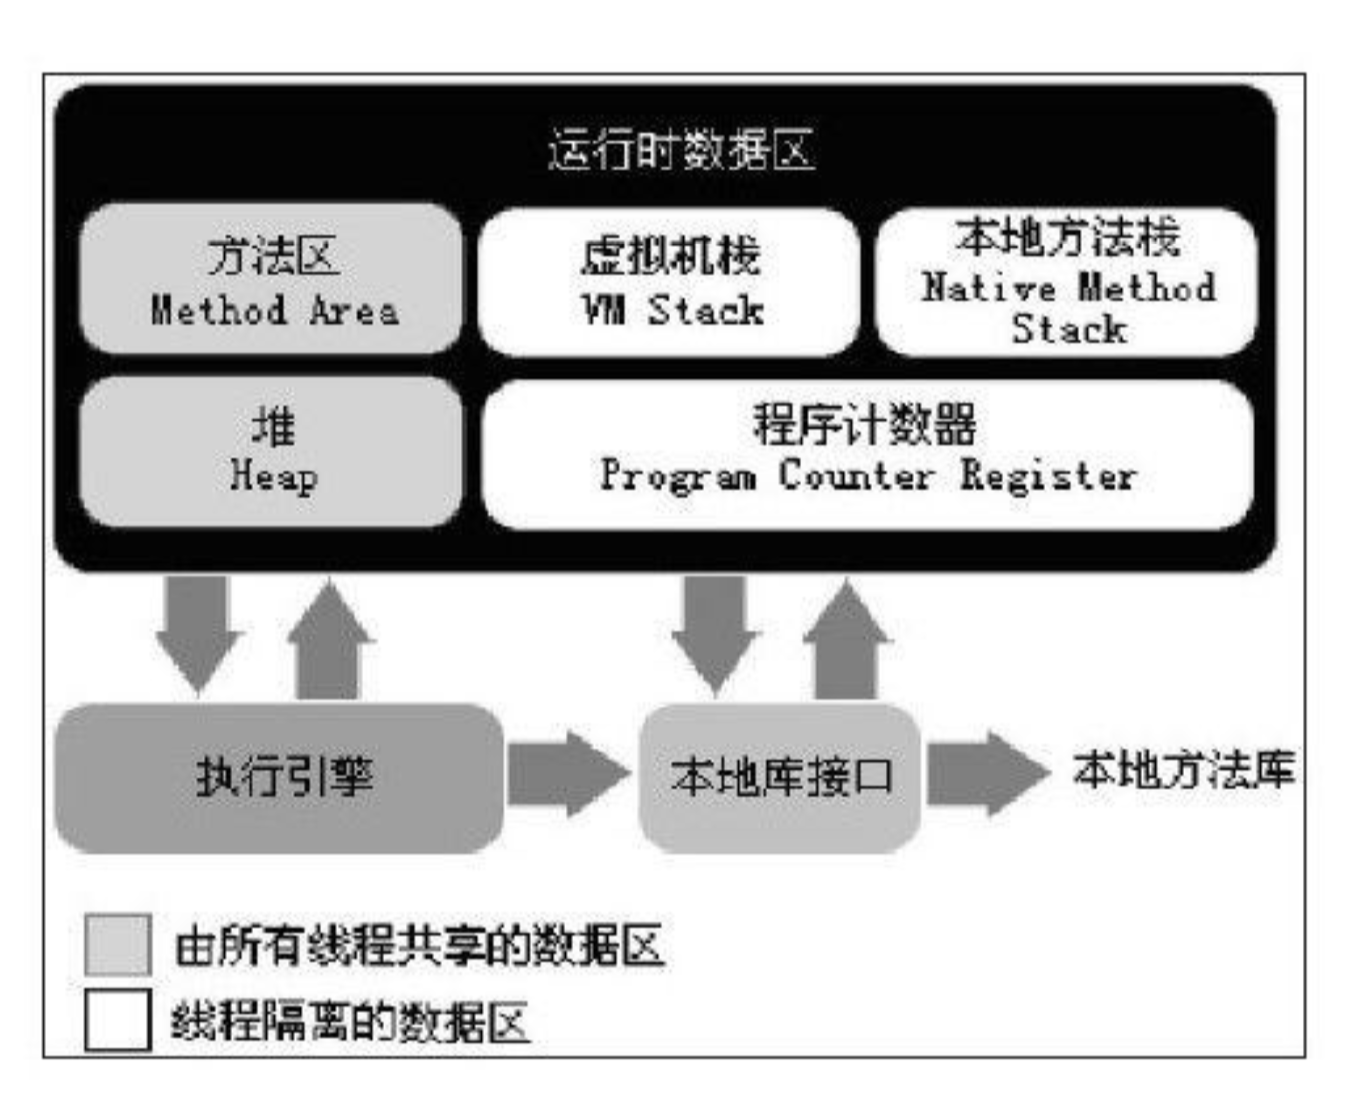 运行时数据区
方法区
Method Area
虚拟机栈
VM Stack
本地方法栈
Native Method
Stack
堆
Heap
程序计数器
Program Counter Register
执行引擎
本地库接口
本地方法库
由所有线程共享的数据区
线程隔离的数据区